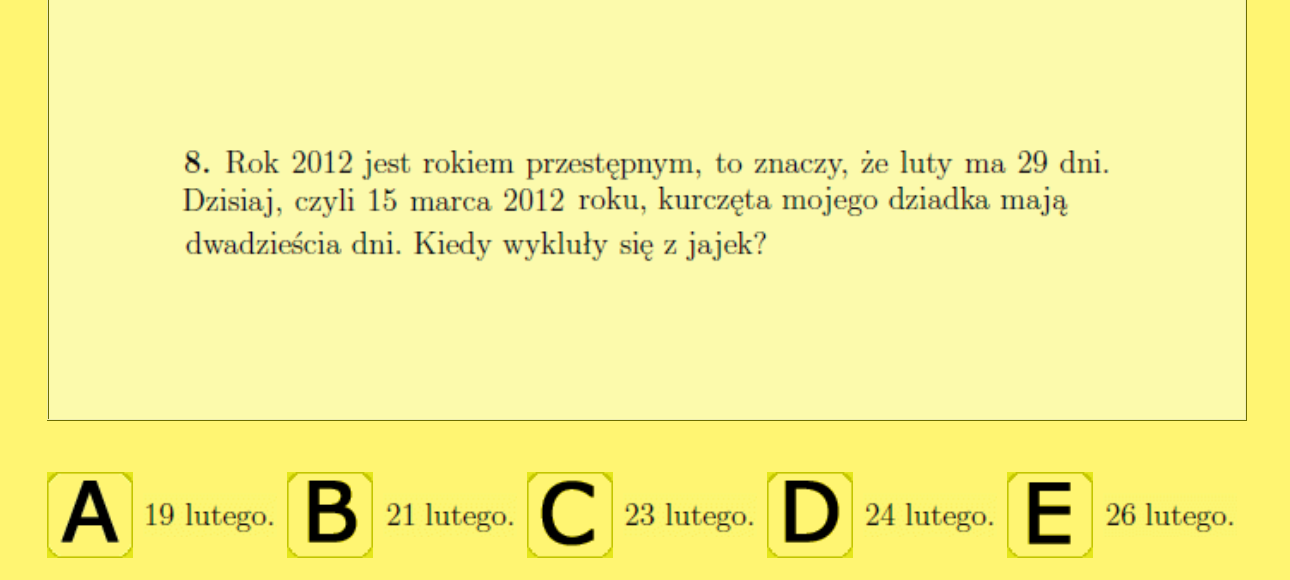 8. Rok 2012 jest rokiem przestępnym, to znaczy, że luty ma 29 dni.
Dzisiaj, czyli 15 marca 2012 roku, kurczęta mojego dziadka mają
dwadzieścia dni. Kiedy wykluły się z jajek?
A 19 lutego. B 21 lutego. C 23 lutego. D 24 lutego. E 26 lutego.